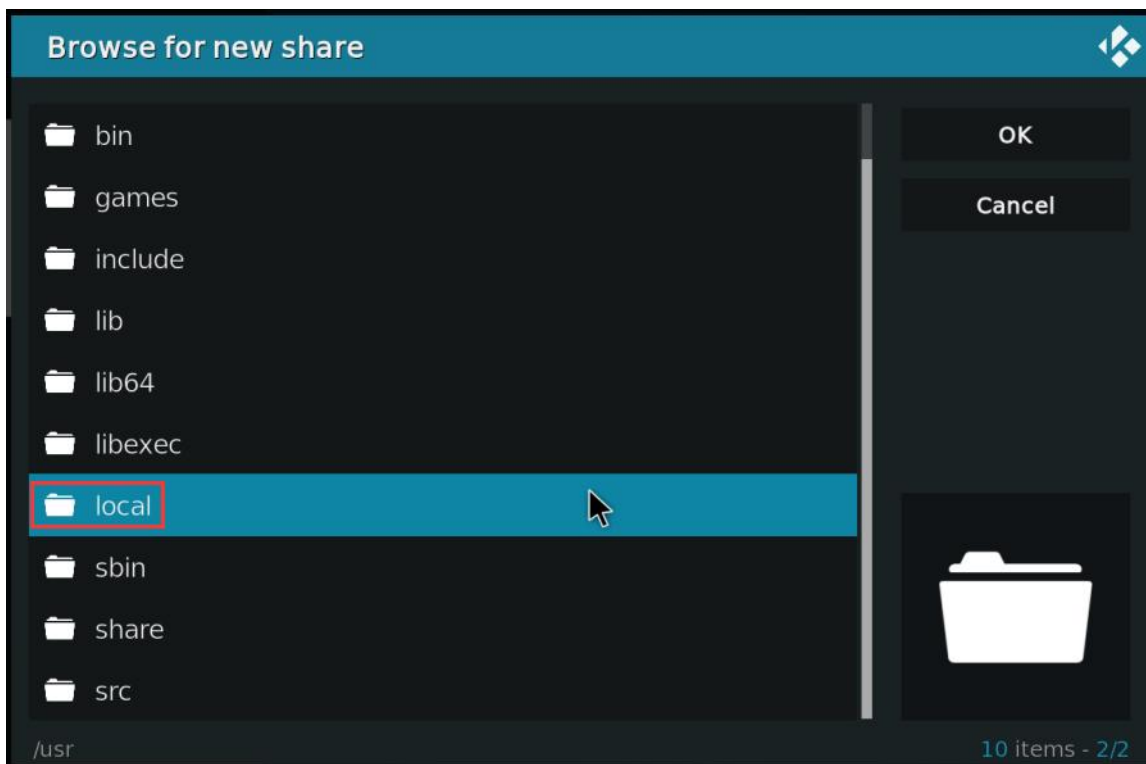 Browse for new share
bin
games
include
lib
lib64
libexec
local
sbin
share
src
OK
Cancel
/usr
10 items - 2/2